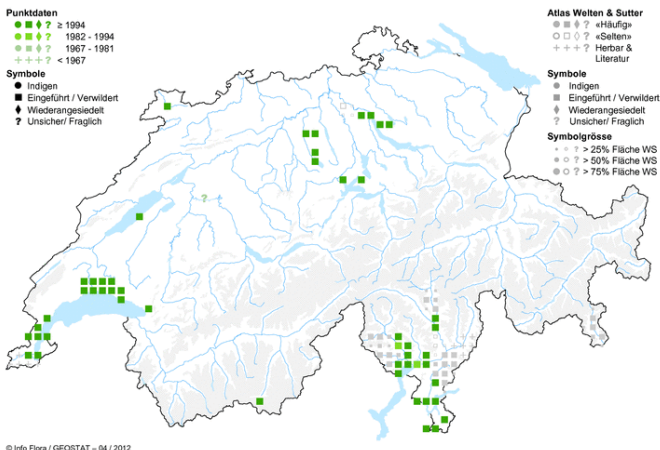 Punktdaten
? ≥ 1994
? 1982 - 1994
? 1967 - 1981
? < 1967
Symbole
Indigen
Eingeführt / Verwildert
Wiederangesiedelt
? Unsicher/ Fraglich
Atlas Welten & Sutter
? «Häufig»
? «Selten»
Herbar &
Literatur
Symbole
Indigen
Eingeführt / Verwildert
Wiederangesiedelt
? Unsicher/ Fraglich
Symbolgrösse
? > 25% Fläche WS
? > 50% Fläche WS
? > 75% Fläche WS
?
© Info Flora / GEOSTAT – 04 / 2012